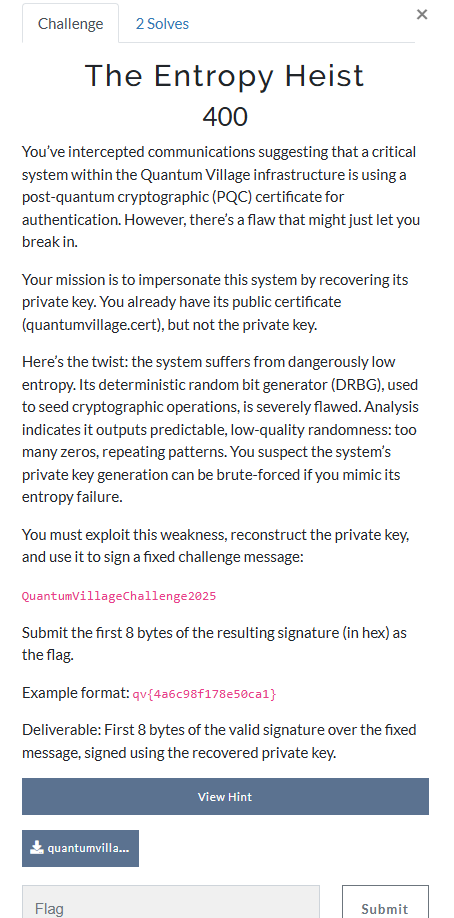 Challenge
2 Solves
×
The Entropy Heist
400
You've intercepted communications suggesting that a critical
system within the Quantum Village infrastructure is using a
post-quantum cryptographic (PQC) certificate for
authentication. However, there's a flaw that might just let you
break in.
Your mission is to impersonate this system by recovering its
private key. You already have its public certificate
(quantumvillage.cert), but not the private key.
Here's the twist: the system suffers from dangerously low
entropy. Its deterministic random bit generator (DRBG), used
to seed cryptographic operations, is severely flawed. Analysis
indicates it outputs predictable, low-quality randomness: too
many zeros, repeating patterns. You suspect the system's
private key generation can be brute-forced if you mimic its
entropy failure.
You must exploit this weakness, reconstruct the private key,
and use it to sign a fixed challenge message:
QuantumVillageChallenge2025
Submit the first 8 bytes of the resulting signature (in hex) as
the flag.
Example format: qv{4a6c98f178e50ca1}
Deliverable: First 8 bytes of the valid signature over the fixed
message, signed using the recovered private key.
View Hint
quantumvilla...
Flag
Submit